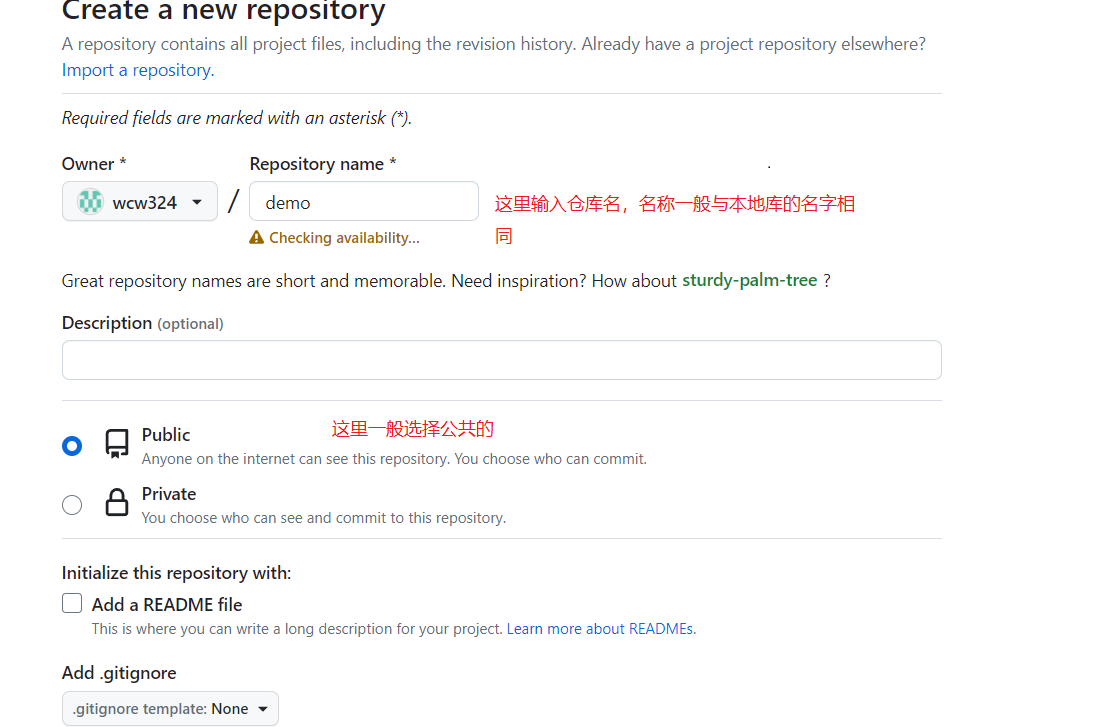 Create a new repository
A repository contains all project files, including the revision history. Already have a project repository elsewhere?
Import a repository.
Required fields are marked with an asterisk (*).
Owner *
Repository name *
wcw324
/
demo
这里输入仓库名，名称一般与本地库的名字相
同
Checking availability...
Great repository names are short and memorable. Need inspiration? How about sturdy-palm-tree ?
Description (optional)
这里一般选择公共的
Public
Anyone on the internet can see this repository. You choose who can commit.
Private
You choose who can see and commit to this repository.
Initialize this repository with:
Add a README file
This is where you can write a long description for your project. Learn more about READMEs.
Add .gitignore
.gitignore template: None